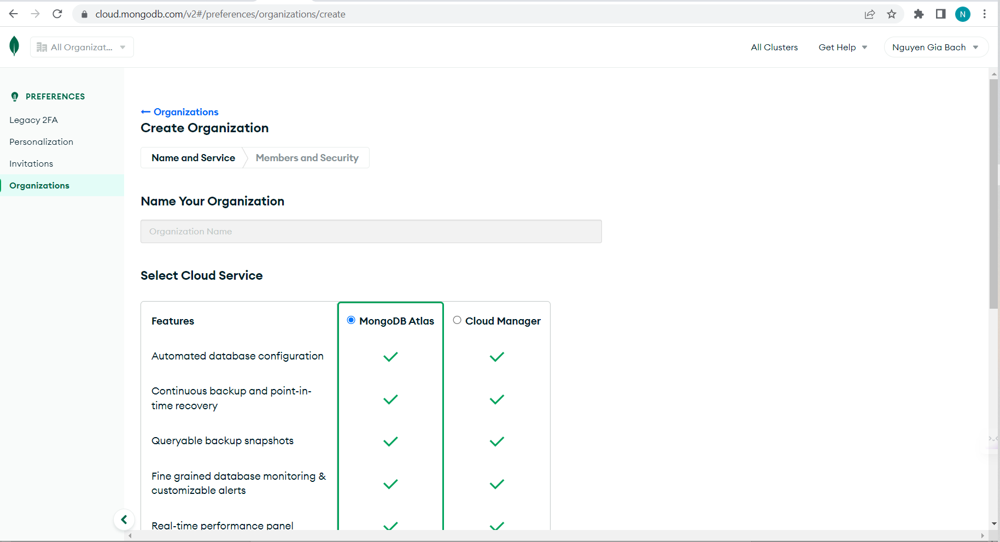 cloud.mongodb.com/v2#/preferences/organizations/create
N
All Organizat...
All Clusters
Get Help
Nguyen Gia Bach
PREFERENCES
Legacy 2FA
Personalization
Invitations
Organizations
Organizations
Create Organization
Name and Service
Members and Security
Name Your Organization
Organization Name
Select Cloud Service
Features
MongoDB Atlas
Cloud Manager
Automated database configuration
Continuous backup and point-in-
time recovery
Queryable backup snapshots
Fine grained database monitoring &
customizable alerts
Real-time performance panel